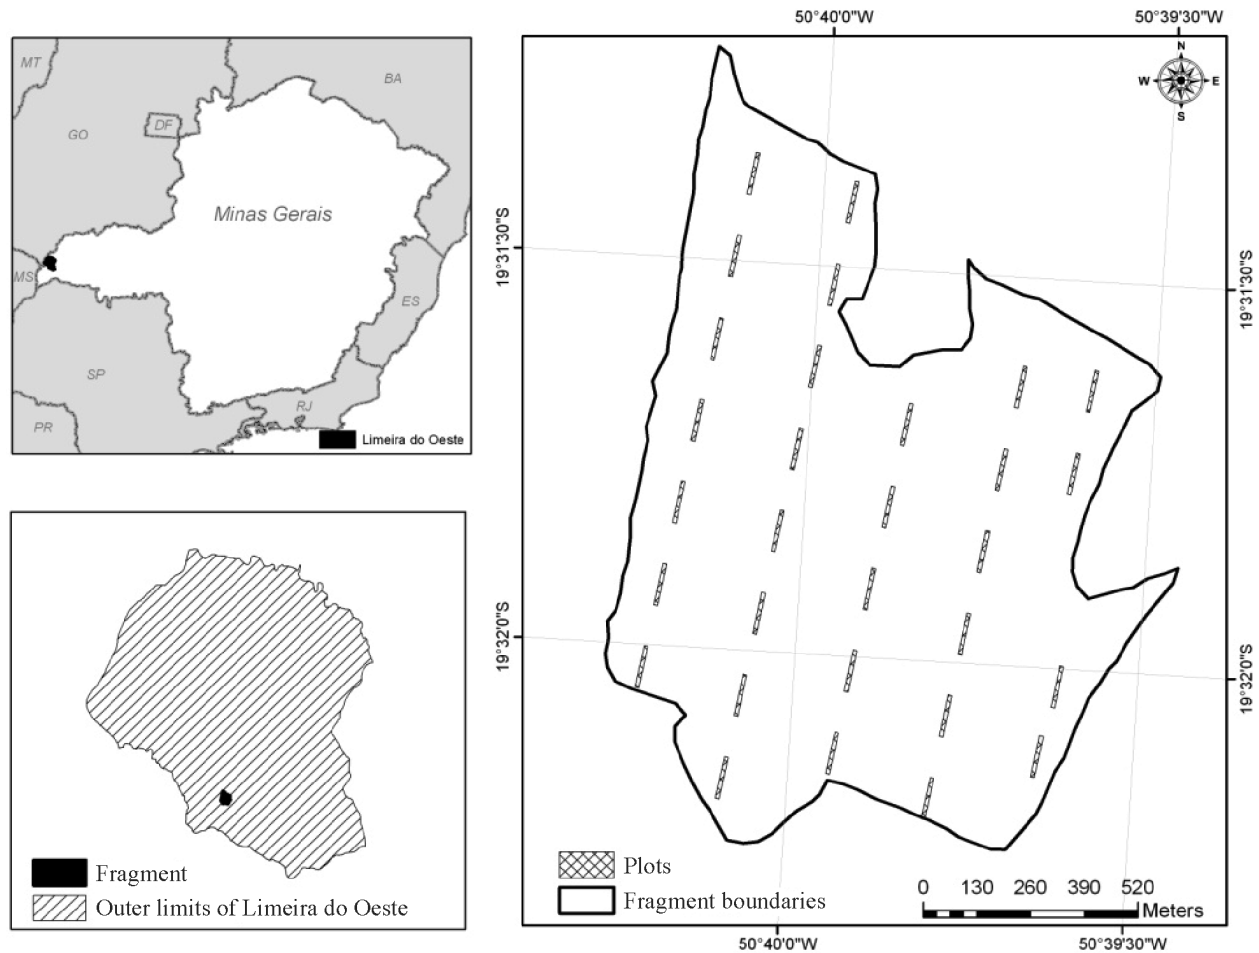 MT
BA
GO
DF
Minas Gerais
MS
ES
SP
RJ
PR
Limeira do Oeste
Fragment
Outer limits of Limeira do Oeste
50°40'0"W
50°39'30"W
N
W
E
S
19°31'30"S
19°31'30"S
19°32'0"S
19°32'0"S
Plots
Fragment boundaries
0 130 260 390 520
Meters
50°40'0"W
50°39'30"W